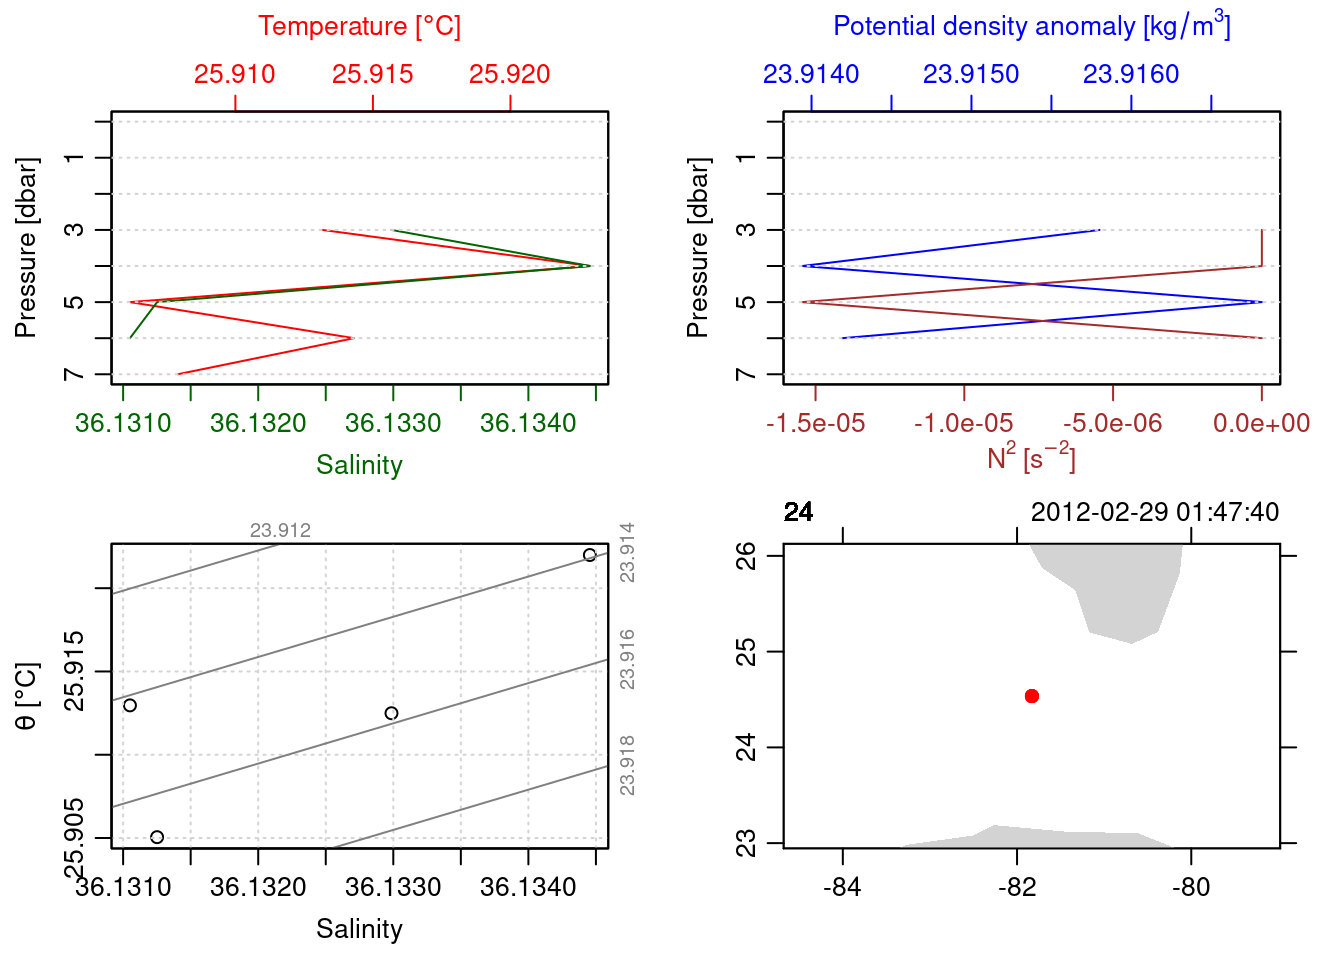 Temperature [°C]
25.910 25.915 25.920
Pressure [dbar]
1
3
5
7
36.1310 36.1320 36.1330 36.1340
Salinity
Potential density anomaly [kg/m³]
23.9140 23.9150 23.9160
Pressure [dbar]
1
3
5
7
-1.5e-05 -1.0e-05 -5.0e-06 0.0e+00
N² [s⁻²]
23.912
23.914
23.916
23.918
θ [°C]
25.915
25.905
36.1310 36.1320 36.1330 36.1340
Salinity
24 2012-02-29 01:47:40
26
25
24
23
-84 -82 -80